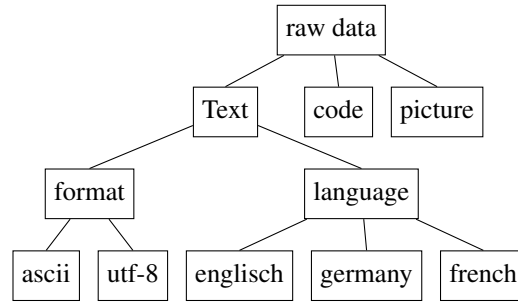 raw data
Text code picture
format language
ascii utf-8 englisch germany french